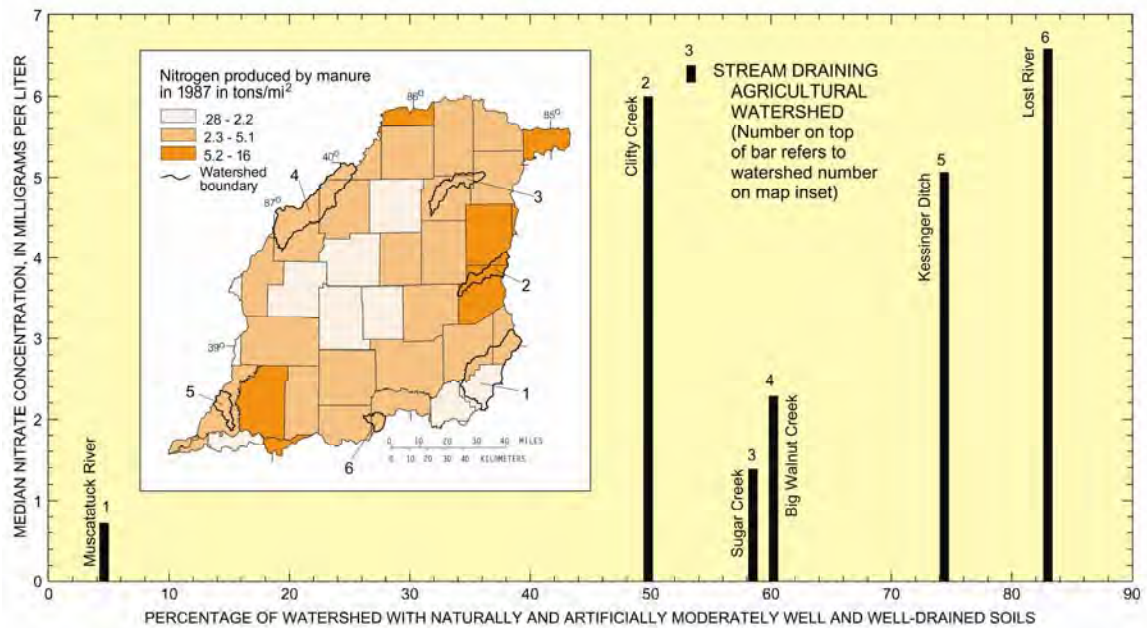 MEDIAN NITRATE CONCENTRATION, IN MILLIGRAMS PER LITER
7
6
5
4
3
2
1
0
Nitrogen produced by manure
in 1987 in tons/mi²
.28 - 2.2
2.3 - 5.1
5.2 - 16
Watershed
boundary
86º
85º
40º
87º
39º
4
3
2
1
5
6
0 10 20 30 40 MILES
0 10 20 30 40 KILOMETERS
1
Muscatatuck River
2
Clifty Creek
3
Sugar Creek
4
Big Walnut Creek
5
Kessinger Ditch
6
Lost River
3
STREAM DRAINING
AGRICULTURAL
WATERSHED
(Number on top
of bar refers to
watershed number
on map inset)
0 10 20 30 40 50 60 70 80 90
PERCENTAGE OF WATERSHED WITH NATURALLY AND ARTIFICIALLY MODERATELY WELL AND WELL-DRAINED SOILS